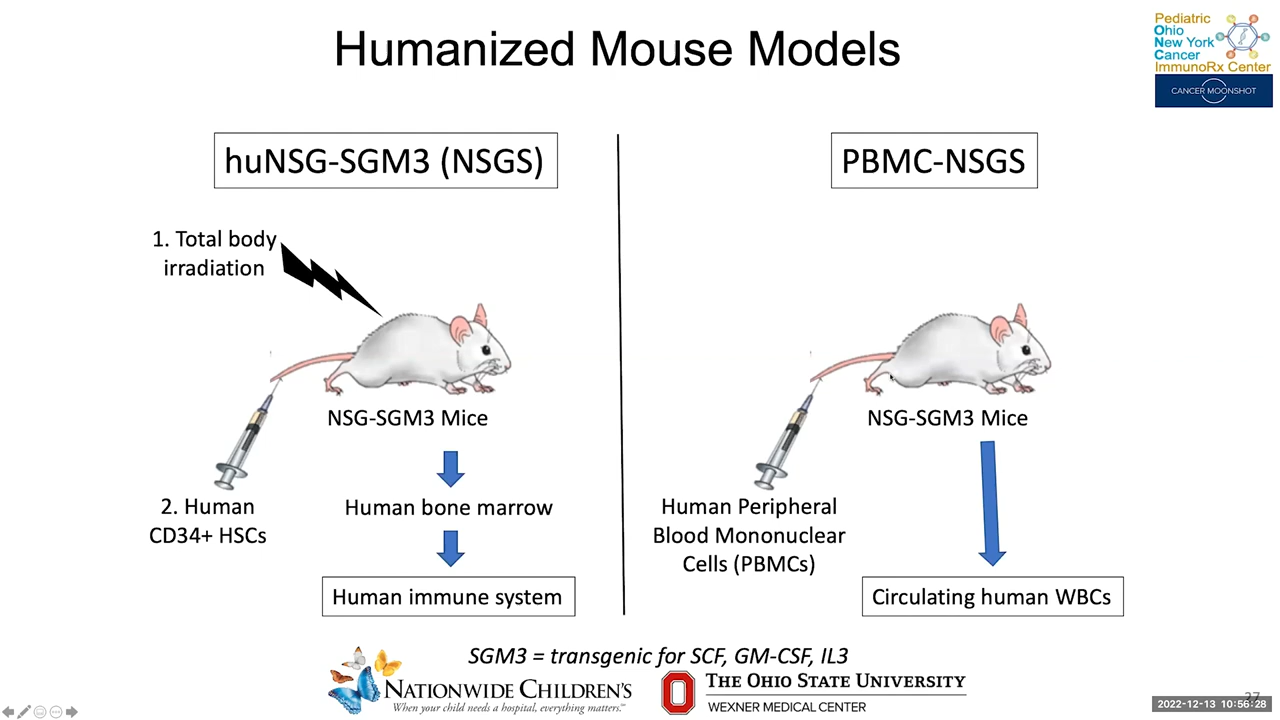 Humanized Mouse Models
Pediatric
Ohio
New York
Cancer
ImmunoRx Center
CANCER MOONSHOT
huNSG-SGM3 (NSGS)
1. Total body
irradiation
NSG-SGM3 Mice
2. Human
CD34+ HSCs
Human bone marrow
Human immune system
PBMC-NSGS
NSG-SGM3 Mice
Human Peripheral
Blood Mononuclear
Cells (PBMCs)
Circulating human WBCs
SGM3 = transgenic for SCF, GM-CSF, IL3
NATIONWIDE CHILDREN'S
When your child needs a hospital, everything matters.℠
THE OHIO STATE UNIVERSITY
WEXNER MEDICAL CENTER
27
2022-12-13 10:56:28